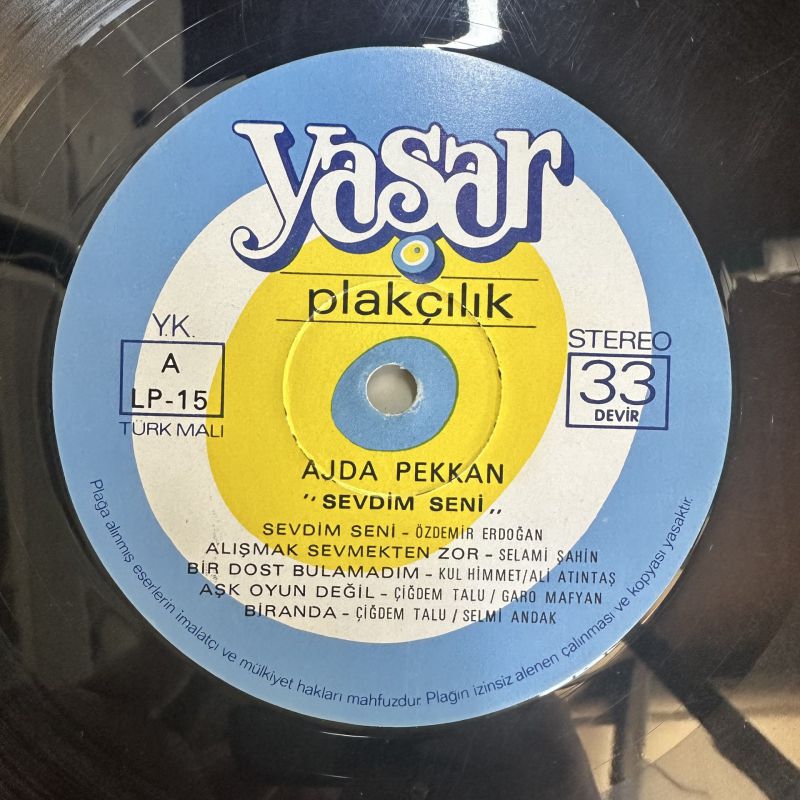 yaşar
plakçılık
Y.K.
A
LP-15
TÜRK MALI
STEREO
33
DEVİR
AJDA PEKKAN
"SEVDİM SENİ„
SEVDİM SENİ - ÖZDEMİR ERDOĞAN
ALIŞMAK SEVMEKTEN ZOR - SELAMİ ŞAHİN
BİR DOST BULAMADIM - KUL HİMMET/ALİ ATINTAŞ
AŞK OYUN DEĞİL - ÇİĞDEM TALU / GARO MAFYAN
BİRANDA - ÇİĞDEM TALU / SELMİ ANDAK
Plağa alınmış eserlerin imalatçı ve mülkiyet hakları mahfuzdur. Plağın izinsiz alenen çalınması ve kopyası yasaktır.